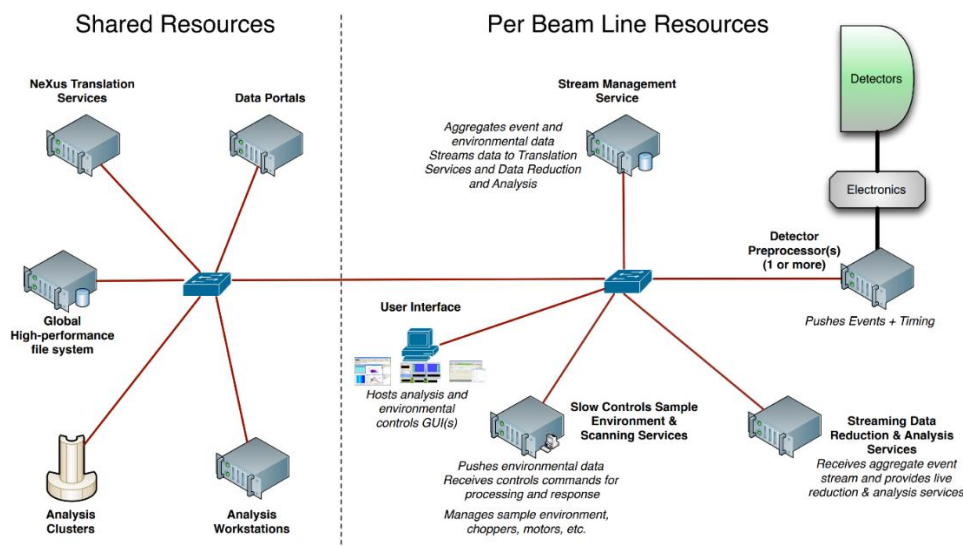 Shared Resources
Per Beam Line Resources
NeXus Translation
Services
Data Portals
Global
High-performance
file system
Analysis
Clusters
Analysis
Workstations
Stream Management
Service
Aggregates event and
environmental data
Streams data to Translation
Services and Data Reduction
and Analysis
Detectors
Electronics
Detector
Preprocessor(s)
(1 or more)
Pushes Events + Timing
User Interface
Hosts analysis and
environmental
controls GUI(s)
Slow Controls Sample
Environment &
Scanning Services
Pushes environmental data
Receives controls commands for
processing and response
Manages sample environment,
choppers, motors, etc.
Streaming Data
Reduction & Analysis
Services
Receives aggregate event
stream and provides live
reduction & analysis services